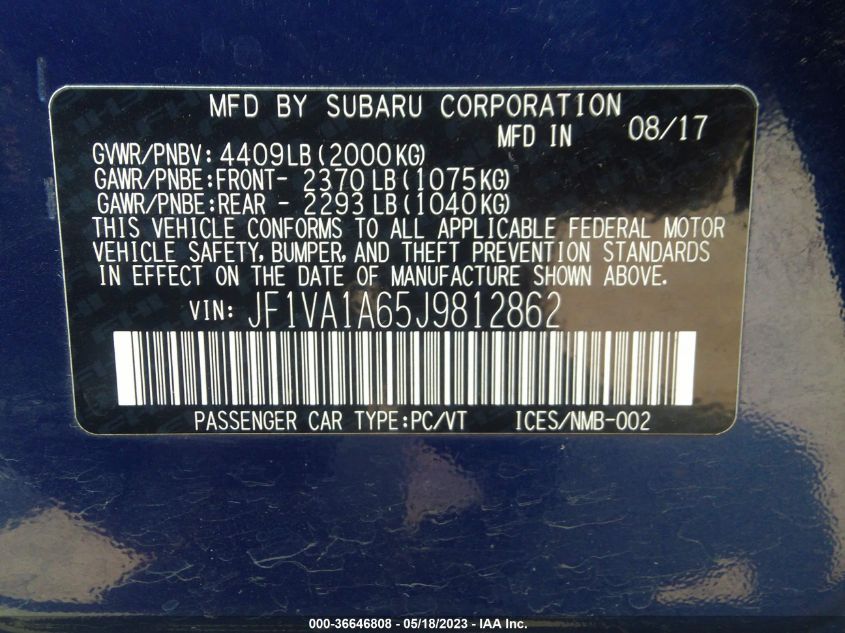 MFD BY SUBARU CORPORATION
MFD IN 08/17
GVWR/PNBV: 4409LB(2000KG)
GAWR/PNBE:FRONT- 2370 LB(1075KG)
GAWR/PNBE:REAR - 2293 LB(1040KG)
THIS VEHICLE CONFORMS TO ALL APPLICABLE FEDERAL MOTOR
VEHICLE SAFETY, BUMPER, AND THEFT PREVENTION STANDARDS
IN EFFECT ON THE DATE OF MANUFACTURE SHOWN ABOVE.
VIN: JF1VA1A65J9812862
PASSENGER CAR TYPE:PC/VT ICES/NMB-002
000-36646808 - 05/18/2023 - IAA Inc.